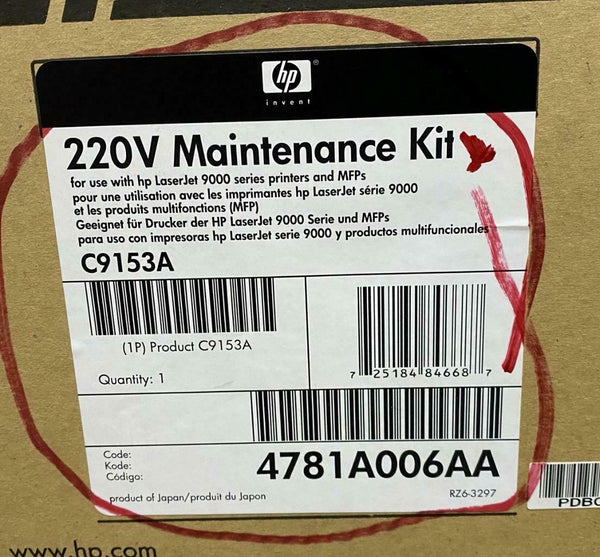 hp
®
invent
220V Maintenance Kit
for use with hp LaserJet 9000 series printers and MFPs
pour une utilisation avec les imprimantes hp LaserJet série 9000
et les produits multifonctions (MFP)
Geeignet für Drucker der HP LaserJet 9000 Serie und MFPs
para uso con impresoras hp LaserJet serie 9000 y productos multifuncionales
C9153A
(1P) Product C9153A
7 25184 84668 7
Quantity: 1
Code:
Kode:
Código:
4781A006AA
product of Japan/produit du Japon
RZ6-3297
www.hp.com